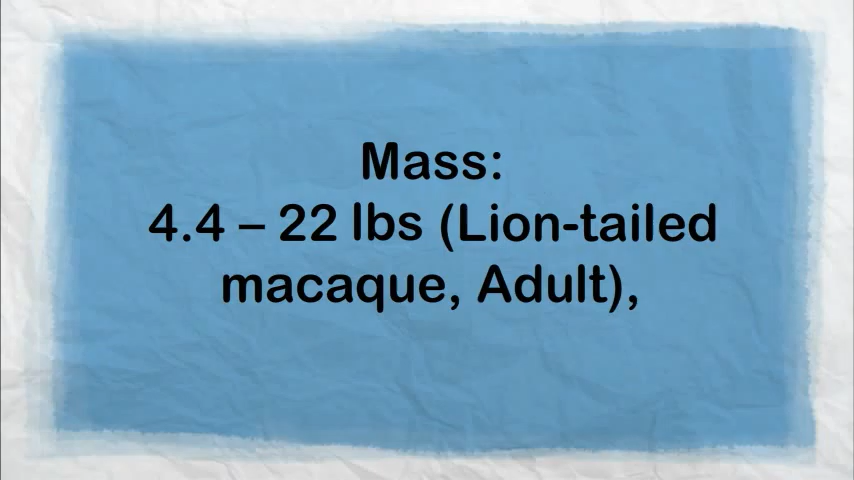 Mass:
4.4 – 22 lbs (Lion-tailed
macaque, Adult),